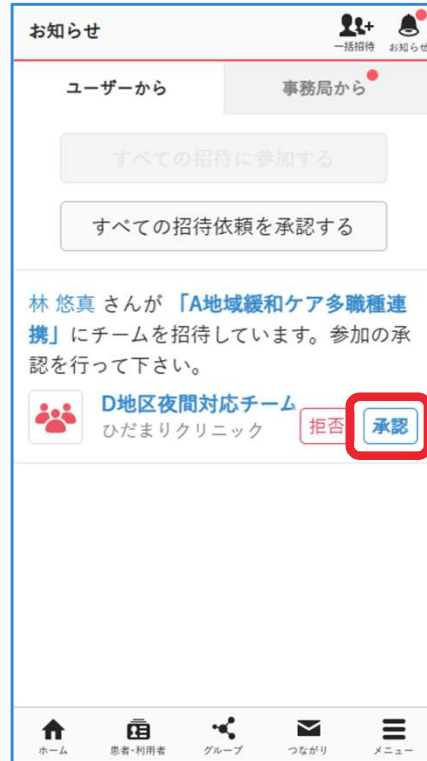 お知らせ
一括招待
お知らせ
ユーザーから
事務局から
すべての招待に参加する
すべての招待依頼を承認する
林 悠真 さんが 「A地域緩和ケア多職種連
携」にチームを招待しています。参加の承
認を行って下さい。
D地区夜間対応チーム
ひだまりクリニック
拒否
承認
ホーム
患者・利用者
グループ
つながり
メニュー